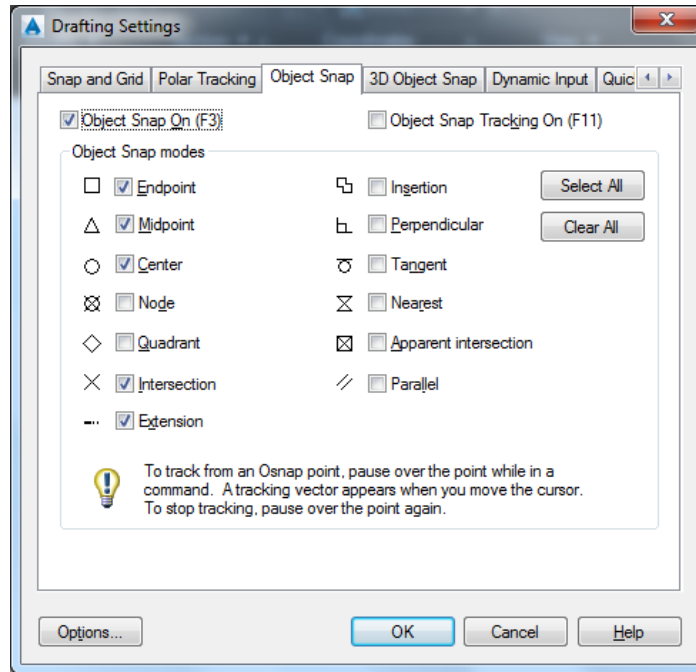 Drafting Settings
Snap and Grid
Polar Tracking
Object Snap
3D Object Snap
Dynamic Input
Quic
Object Snap On (F3)
Object Snap Tracking On (F11)
Object Snap modes
Endpoint
Insertion
Select All
Midpoint
Perpendicular
Clear All
Center
Tangent
Node
Nearest
Quadrant
Apparent intersection
Intersection
Parallel
Extension
To track from an Osnap point, pause over the point while in a
command. A tracking vector appears when you move the cursor.
To stop tracking, pause over the point again.
Options...
OK
Cancel
Help